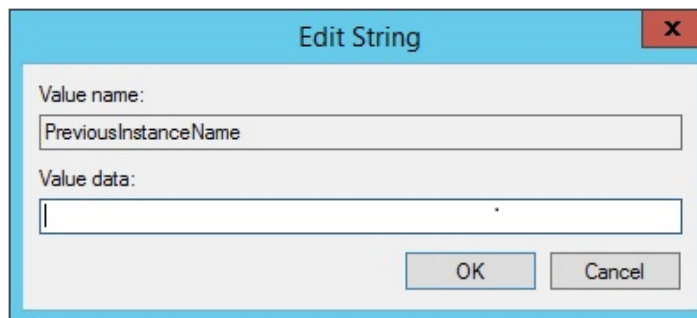 Edit String
x
Value name:
PreviousInstanceName
Value data:
OK
Cancel